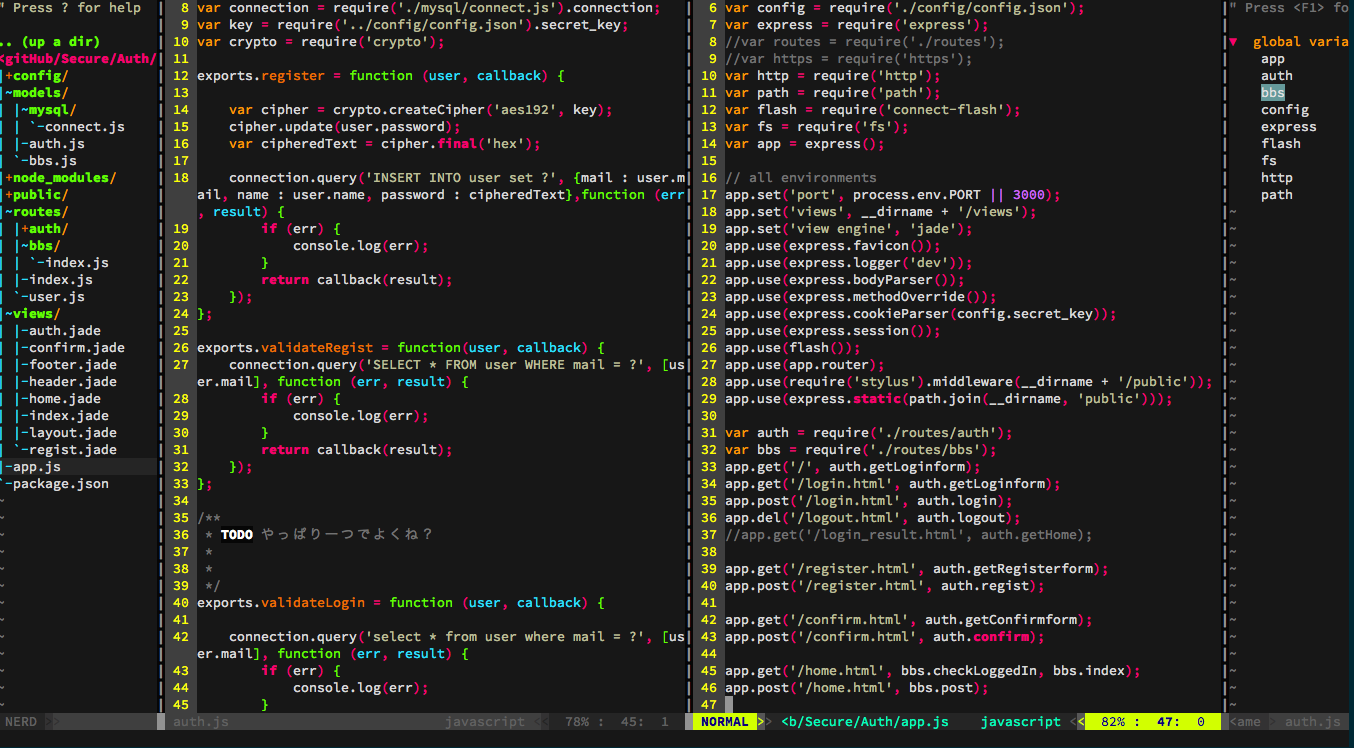 " Press ? for help
.. (up a dir)
<gitHub/Secure/Auth/
|+config/
|~models/
| |~mysql/
| | `-connect.js
| |-auth.js
| `-bbs.js
|+node_modules/
|+public/
|~routes/
| |+auth/
| |~bbs/
| | `-index.js
| |-index.js
| `-user.js
|~views/
| |-auth.jade
| |-confirm.jade
| |-footer.jade
| |-header.jade
| |-home.jade
| |-index.jade
| |-layout.jade
| `-regist.jade
|-app.js
`-package.json
NERD
8 var connection = require('./mysql/connect.js').connection;
9 var key = require('../config/config.json').secret_key;
10 var crypto = require('crypto');
11
12 exports.register = function (user, callback) {
13
14     var cipher = crypto.createCipher('aes192', key);
15     cipher.update(user.password);
16     var cipheredText = cipher.final('hex');
17
18     connection.query('INSERT INTO user set ?', {mail : user.m
ail, name : user.name, password : cipheredText},function (err
, result) {
19         if (err) {
20             console.log(err);
21         }
22         return callback(result);
23     });
24 };
25
26 exports.validateRegist = function(user, callback) {
27     connection.query('SELECT * FROM user WHERE mail = ?', [us
er.mail], function (err, result) {
28         if (err) {
29             console.log(err);
30         }
31         return callback(result);
32     });
33 };
34
35 /**
36  * TODO やっぱり一つでよくね？
37  *
38  *
39  */
40 exports.validateLogin = function (user, callback) {
41
42     connection.query('select * from user where mail = ?', [us
er.mail], function (err, result) {
43         if (err) {
44             console.log(err);
45         }
auth.js javascript 78% : 45: 1
6 var config = require('./config/config.json');
7 var express = require('express');
8 //var routes = require('./routes');
9 //var https = require('https');
10 var http = require('http');
11 var path = require('path');
12 var flash = require('connect-flash');
13 var fs = require('fs');
14 var app = express();
15
16 // all environments
17 app.set('port', process.env.PORT || 3000);
18 app.set('views', __dirname + '/views');
19 app.set('view engine', 'jade');
20 app.use(express.favicon());
21 app.use(express.logger('dev'));
22 app.use(express.bodyParser());
23 app.use(express.methodOverride());
24 app.use(express.cookieParser(config.secret_key));
25 app.use(express.session());
26 app.use(flash());
27 app.use(app.router);
28 app.use(require('stylus').middleware(__dirname + '/public'));
29 app.use(express.static(path.join(__dirname, 'public')));
30
31 var auth = require('./routes/auth');
32 var bbs = require('./routes/bbs');
33 app.get('/', auth.getLoginform);
34 app.get('/login.html', auth.getLoginform);
35 app.post('/login.html', auth.login);
36 app.del('/logout.html', auth.logout);
37 //app.get('/login_result.html', auth.getHome);
38
39 app.get('/register.html', auth.getRegisterform);
40 app.post('/register.html', auth.regist);
41
42 app.get('/confirm.html', auth.getConfirmform);
43 app.post('/confirm.html', auth.confirm);
44
45 app.get('/home.html', bbs.checkLoggedIn, bbs.index);
46 app.post('/home.html', bbs.post);
47
NORMAL <b/Secure/Auth/app.js javascript << 82% : 47: 0
" Press <F1> fo
▼ global varia
app
auth
bbs
config
express
flash
fs
http
path
<ame auth.js